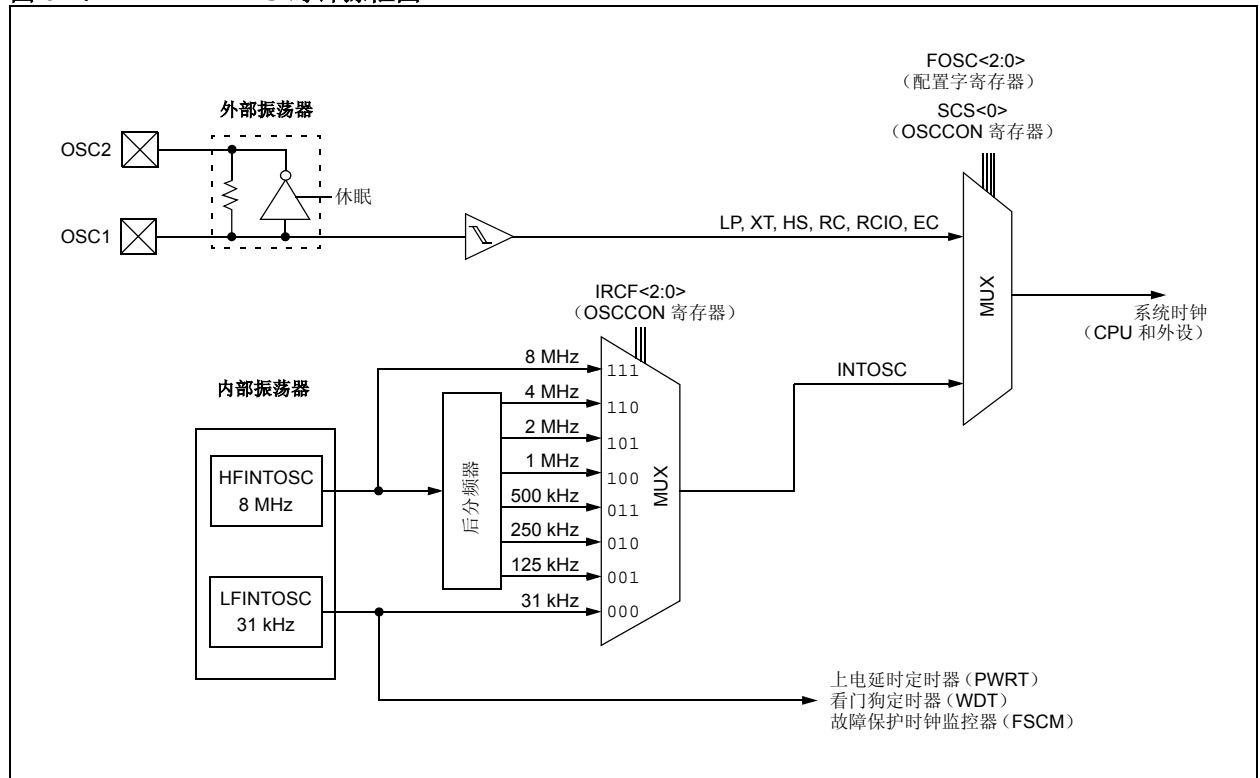 FOSC<2:0>
（配置字寄存器）
SCS<0>
（OSCCON 寄存器）
外部振荡器
OSC2
休眠
OSC1
LP, XT, HS, RC, RCIO, EC
IRCF<2:0>
（OSCCON 寄存器）
MUX
系统时钟
（CPU 和外设）
INTOSC
内部振荡器
HFINTOSC
8 MHz
LFINTOSC
31 kHz
后分频器
8 MHz
4 MHz
2 MHz
1 MHz
500 kHz
250 kHz
125 kHz
31 kHz
111
110
101
100
011
010
001
000
MUX
上电延时定时器（PWRT）
看门狗定时器（WDT）
故障保护时钟监控器（FSCM）